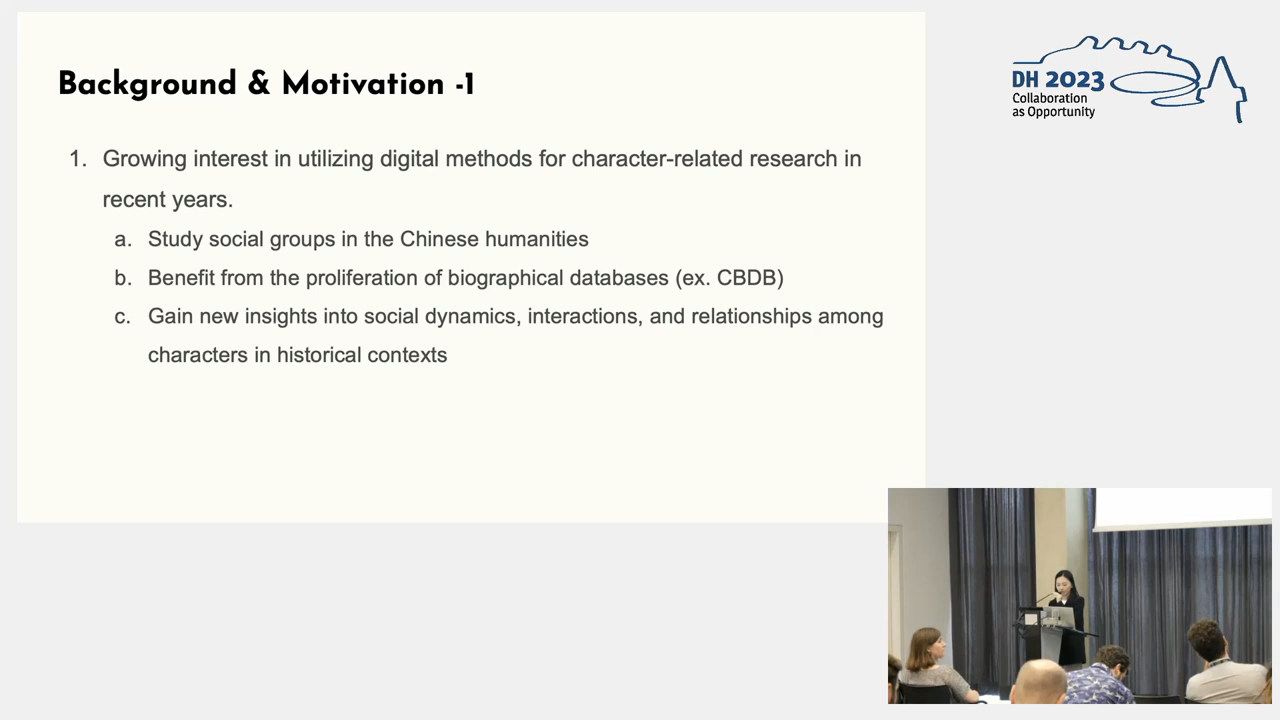 Background & Motivation -1
1. Growing interest in utilizing digital methods for character-related research in
recent years.
a. Study social groups in the Chinese humanities
b. Benefit from the proliferation of biographical databases (ex. CBDB)
c. Gain new insights into social dynamics, interactions, and relationships among
characters in historical contexts
DH 2023
Collaboration
as Opportunity